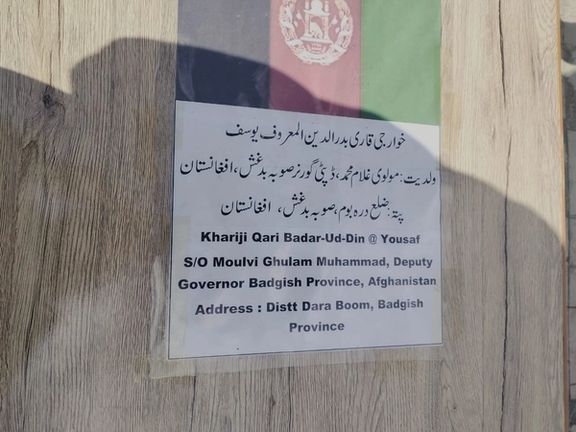 خوارجی قاری بدرالدین المعروف یوسف
ولدیت: مولوی غلام محمد، ڈپٹی گورنر صوبہ بدغش، افغانستان
پتہ: ضلع درہ بوم، صوبہ بدغش، افغانستان
Khariji Qari Badar-Ud-Din @ Yousaf
S/O Moulvi Ghulam Muhammad, Deputy
Governor Badgish Province, Afghanistan
Address : Distt Dara Boom, Badgish
Province